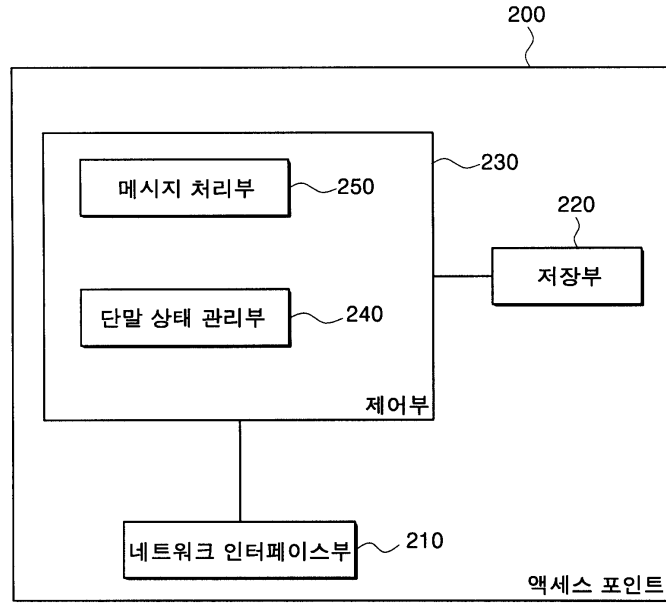 200
230
메시지 처리부
250
220
저장부
단말 상태 관리부
240
제어부
네트워크 인터페이스부
210
액세스 포인트